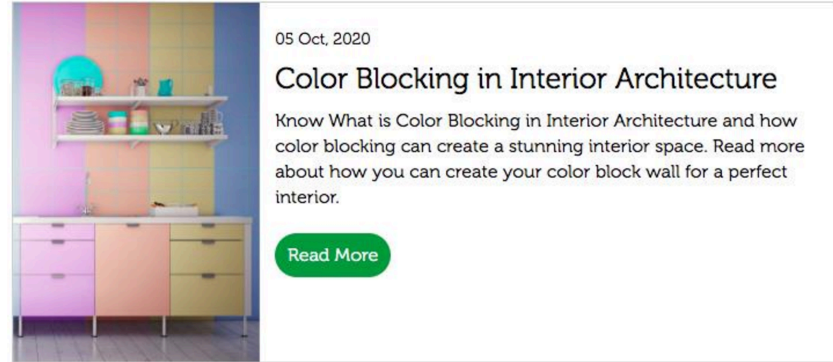 05 Oct, 2020
Color Blocking in Interior Architecture
Know What is Color Blocking in Interior Architecture and how
color blocking can create a stunning interior space. Read more
about how you can create your color block wall for a perfect
interior.
Read More